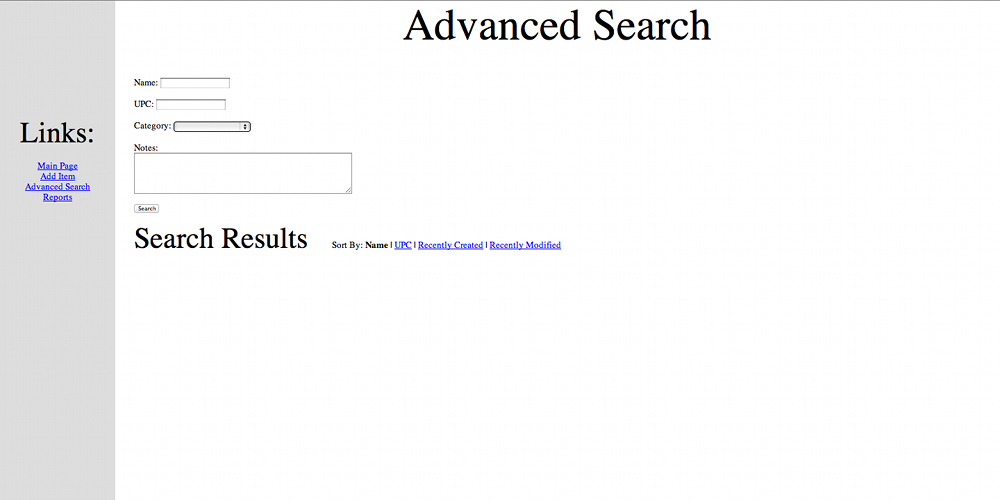 Advanced Search
Links:
Main Page
Add Item
Advanced Search
Reports
Name:
UPC:
Category:
Notes:
Search
Search Results
Sort By: Name | UPC | Recently Created | Recently Modified